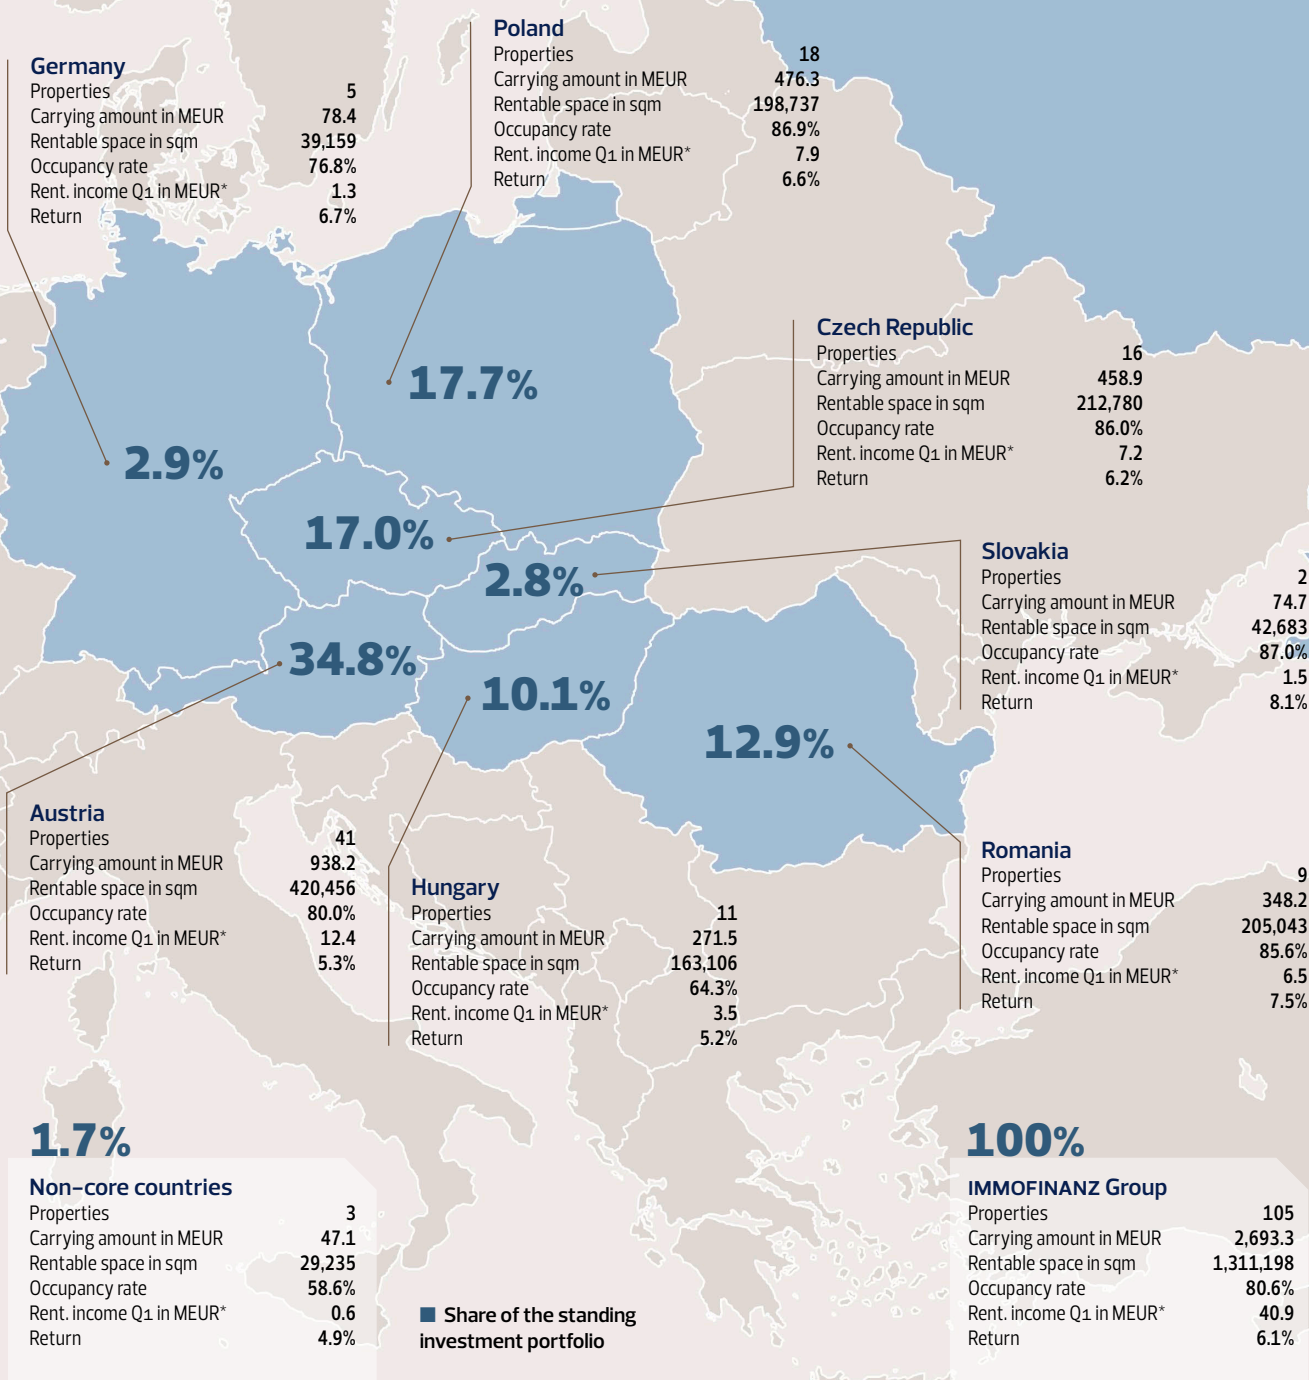 Germany
Properties 5
Carrying amount in MEUR 78.4
Rentable space in sqm 39,159
Occupancy rate 76.8%
Rent. income Q1 in MEUR* 1.3
Return 6.7%
Poland
Properties 18
Carrying amount in MEUR 476.3
Rentable space in sqm 198,737
Occupancy rate 86.9%
Rent. income Q1 in MEUR* 7.9
Return 6.6%
Czech Republic
Properties 16
Carrying amount in MEUR 458.9
Rentable space in sqm 212,780
Occupancy rate 86.0%
Rent. income Q1 in MEUR* 7.2
Return 6.2%
17.7%
2.9%
17.0%
2.8%
34.8%
10.1%
12.9%
Slovakia
Properties 2
Carrying amount in MEUR 74.7
Rentable space in sqm 42,683
Occupancy rate 87.0%
Rent. income Q1 in MEUR* 1.5
Return 8.1%
Austria
Properties 41
Carrying amount in MEUR 938.2
Rentable space in sqm 420,456
Occupancy rate 80.0%
Rent. income Q1 in MEUR* 12.4
Return 5.3%
Hungary
Properties 11
Carrying amount in MEUR 271.5
Rentable space in sqm 163,106
Occupancy rate 64.3%
Rent. income Q1 in MEUR* 3.5
Return 5.2%
Romania
Properties 9
Carrying amount in MEUR 348.2
Rentable space in sqm 205,043
Occupancy rate 85.6%
Rent. income Q1 in MEUR* 6.5
Return 7.5%
1.7%
Non-core countries
Properties 3
Carrying amount in MEUR 47.1
Rentable space in sqm 29,235
Occupancy rate 58.6%
Rent. income Q1 in MEUR* 0.6
Return 4.9%
Share of the standing
investment portfolio
100%
IMMOFINANZ Group
Properties 105
Carrying amount in MEUR 2,693.3
Rentable space in sqm 1,311,198
Occupancy rate 80.6%
Rent. income Q1 in MEUR* 40.9
Return 6.1%